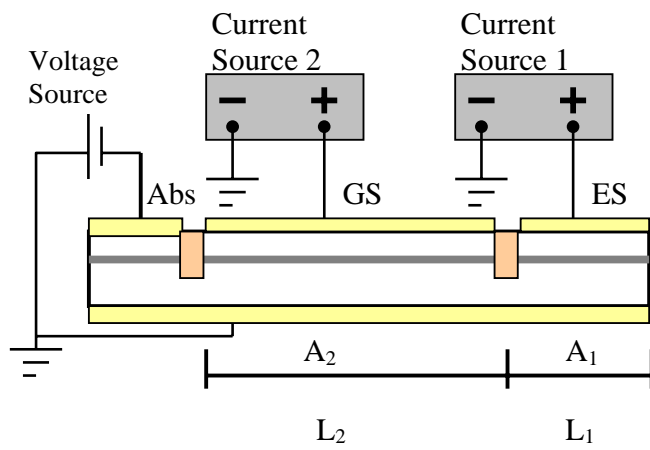 Current
Source 2
Current
Source 1
Voltage
Source
− +
− +
Abs
GS
ES
A₂
A₁
L₂
L₁